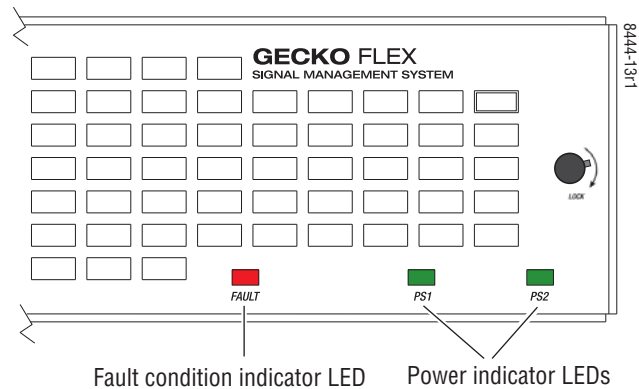 GECKO FLEX
SIGNAL MANAGEMENT SYSTEM
8444-13r1
LOCK
FAULT
PS1
PS2
Fault condition indicator LED
Power indicator LEDs